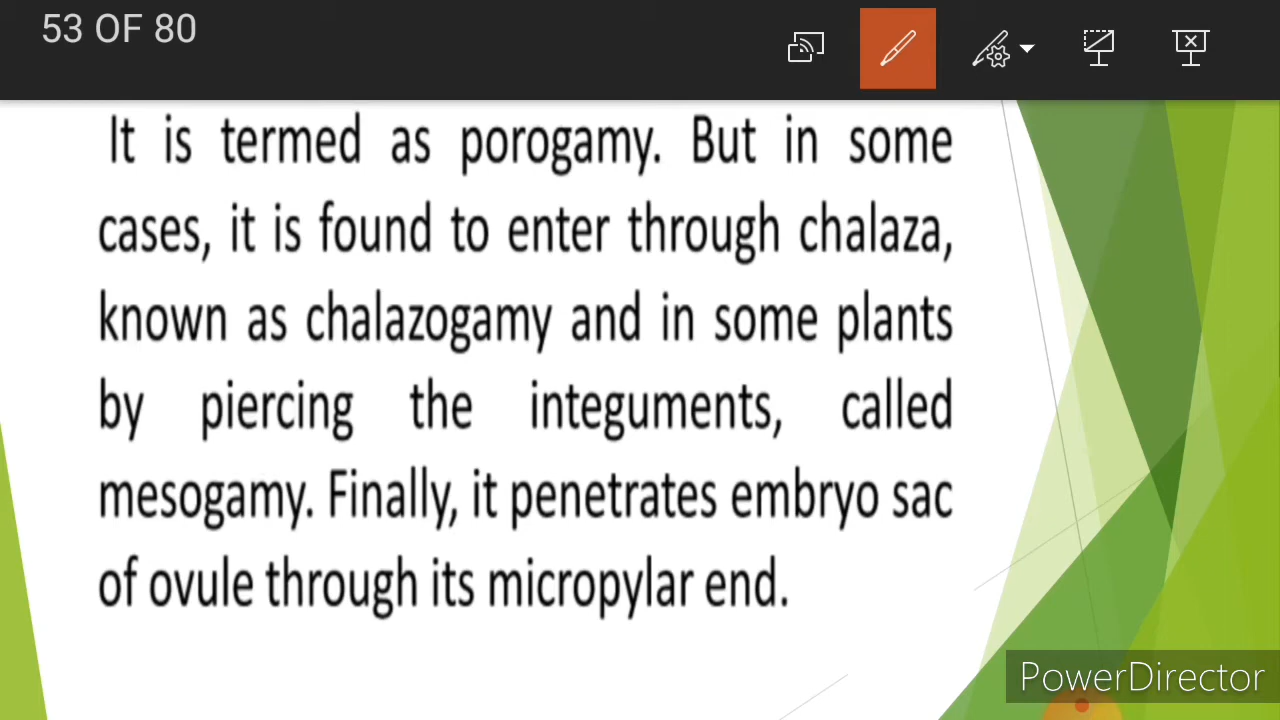 53 OF 80
It is termed as porogamy. But in some
cases, it is found to enter through chalaza,
known as chalazogamy and in some plants
by piercing the integuments, called
mesogamy. Finally, it penetrates embryo sac
of ovule through its micropylar end.
PowerDirector